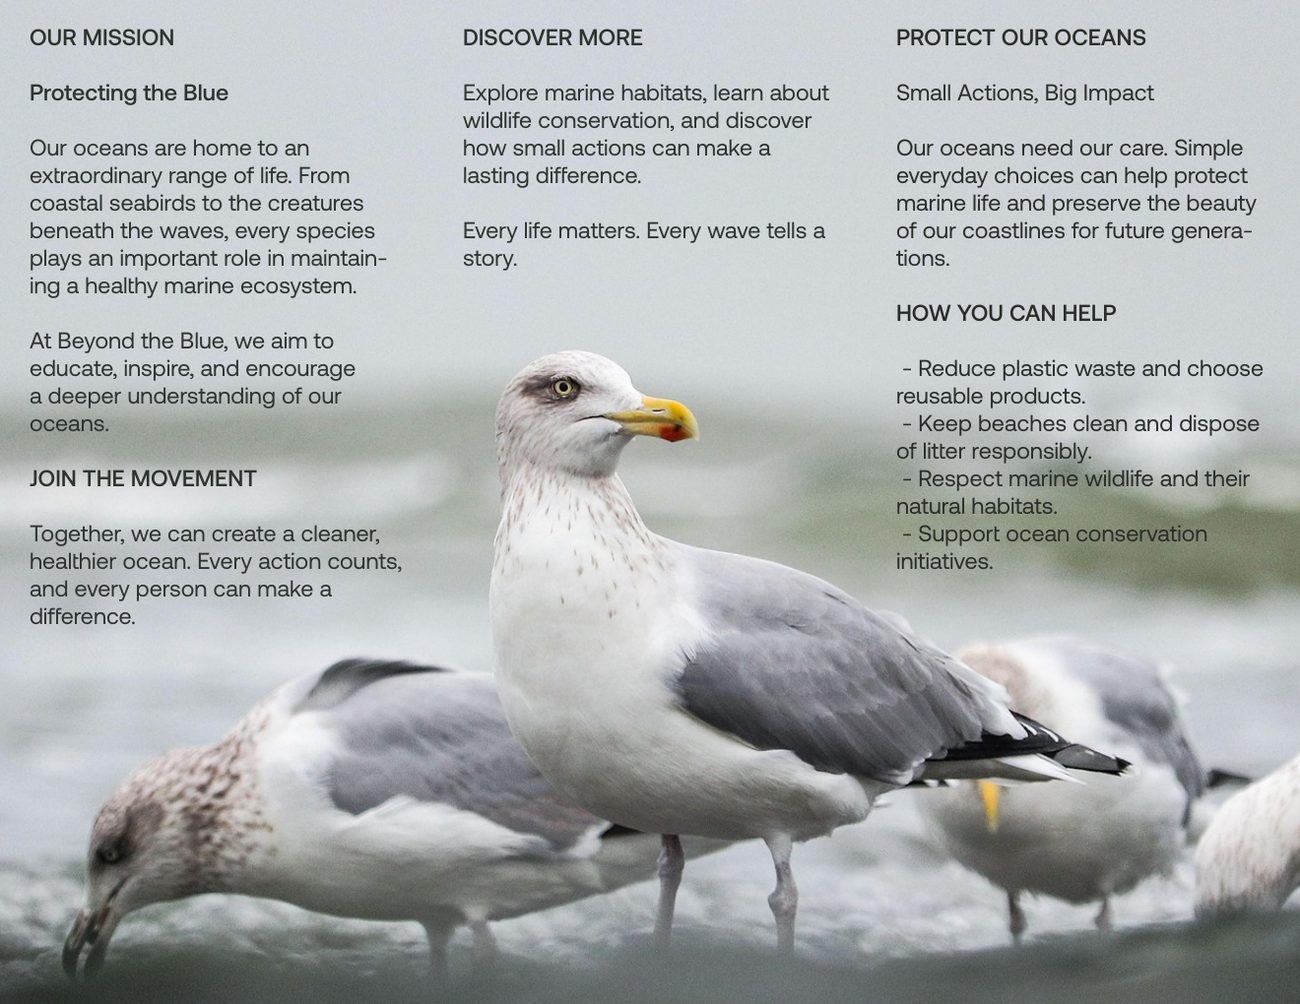 OUR MISSION
Protecting the Blue
Our oceans are home to an
extraordinary range of life. From
coastal seabirds to the creatures
beneath the waves, every species
plays an important role in maintain-
ing a healthy marine ecosystem.
At Beyond the Blue, we aim to
educate, inspire, and encourage
a deeper understanding of our
oceans.
JOIN THE MOVEMENT
Together, we can create a cleaner,
healthier ocean. Every action counts,
and every person can make a
difference.
DISCOVER MORE
Explore marine habitats, learn about
wildlife conservation, and discover
how small actions can make a
lasting difference.
Every life matters. Every wave tells a
story.
PROTECT OUR OCEANS
Small Actions, Big Impact
Our oceans need our care. Simple
everyday choices can help protect
marine life and preserve the beauty
of our coastlines for future genera-
tions.
HOW YOU CAN HELP
- Reduce plastic waste and choose
reusable products.
- Keep beaches clean and dispose
of litter responsibly.
- Respect marine wildlife and their
natural habitats.
- Support ocean conservation
initiatives.